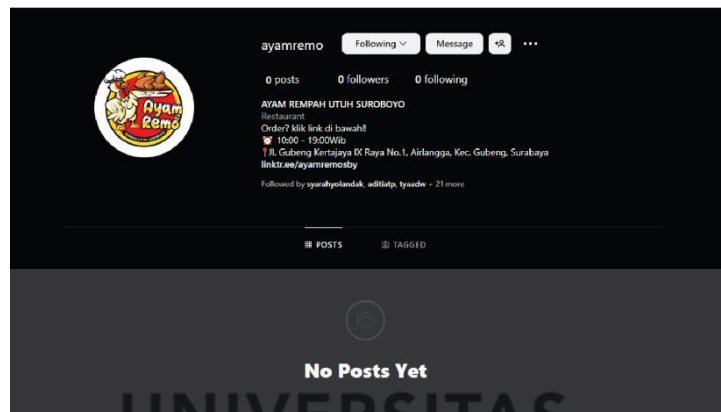 ayamremo Following Message
0 posts 0 followers 0 following
AYAM REMPAH UTUH SUROBOYO
Restaurant
Order? klik link di bawah!!
10:00 - 19:00Wib
Jl. Gubeng Kertajaya IX Raya No.1, Airlangga, Kec. Gubeng, Surabaya
linktr.ee/ayamremosby
Followed by syarahyolandak, aditiatp, tyaadw + 21 more
Ayam
Remo
POSTS TAGGED
No Posts Yet
UNIVERSITAS